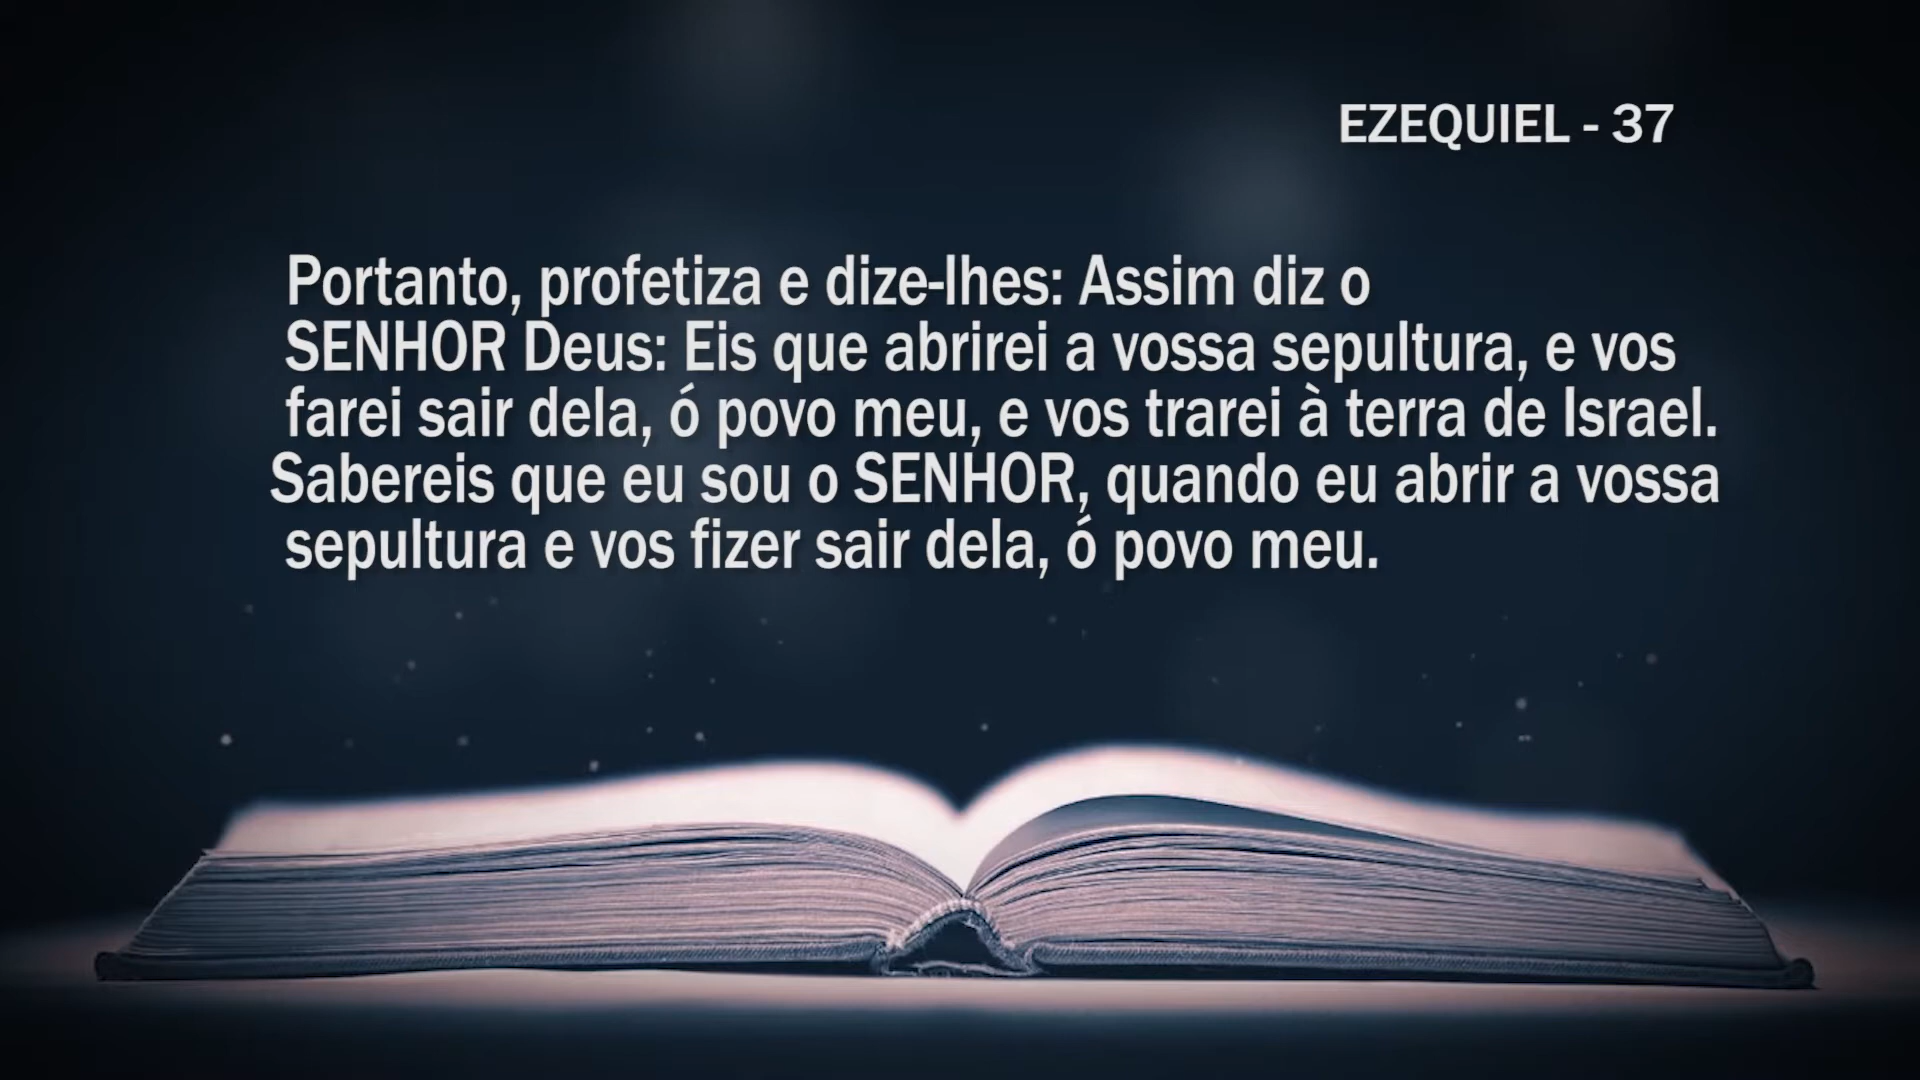 EZEQUIEL - 37
Portanto, profetiza e dize-lhes: Assim diz o
SENHOR Deus: Eis que abrirei a vossa sepultura, e vos
farei sair dela, ó povo meu, e vos trarei à terra de Israel.
Sabereis que eu sou o SENHOR, quando eu abrir a vossa
sepultura e vos fizer sair dela, ó povo meu.